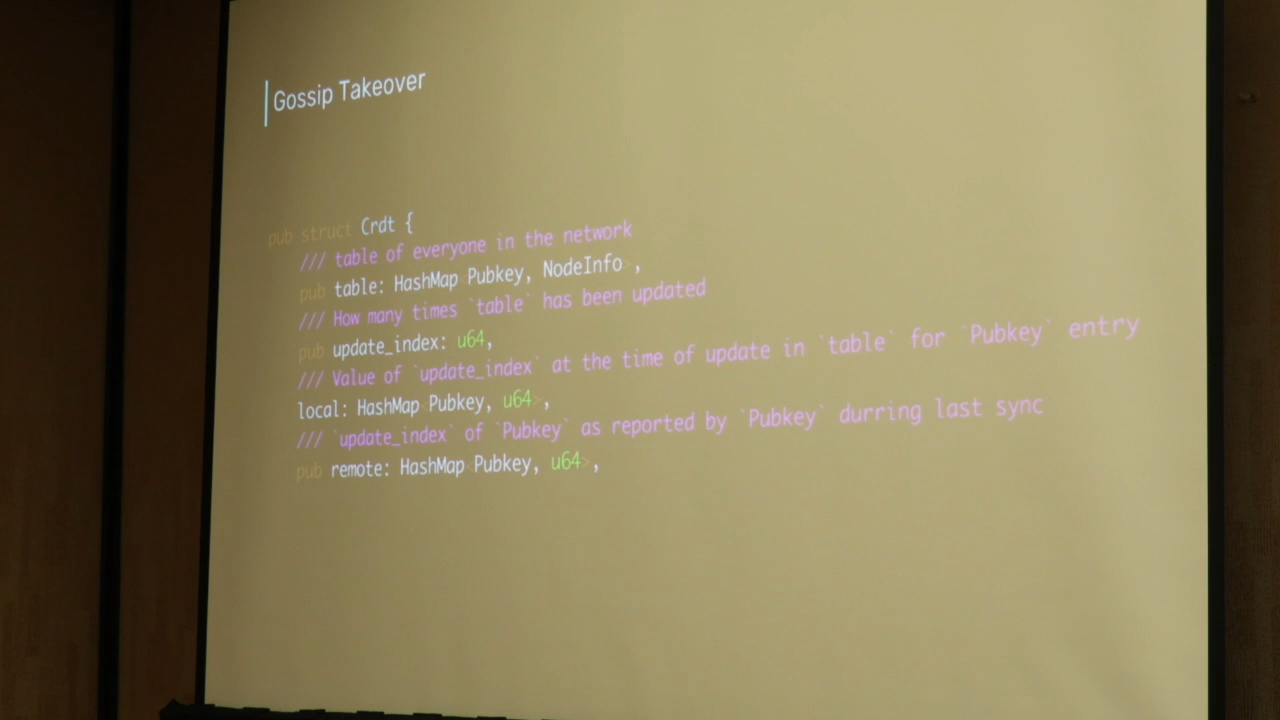 Gossip Takeover
pub struct Crdt {
/// table of everyone in the network
pub table: HashMap Pubkey, NodeInfo>,
/// How many times `table` has been updated
pub update_index: u64,
/// Value of `update_index` at the time of update in `table` for `Pubkey` entry
local: HashMap Pubkey, u64>,
/// `update_index` of `Pubkey` as reported by `Pubkey` durring last sync
pub remote: HashMap<Pubkey, u64>,